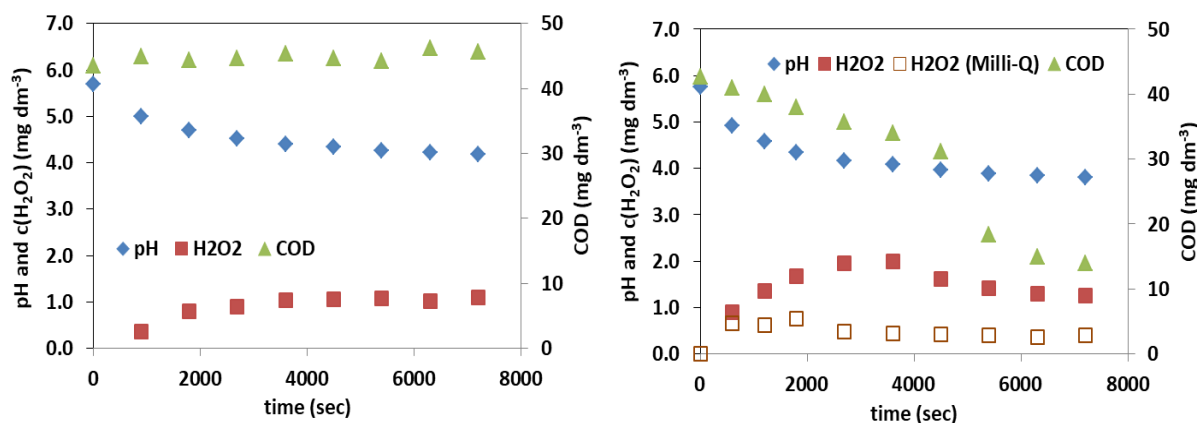 7.0
6.0
5.0
4.0
3.0
2.0
1.0
0.0
pH and c(H₂O₂) (mg dm⁻³)
50
40
30
20
10
0
COD (mg dm⁻³)
pH H2O2 COD
0 2000 4000 6000 8000
time (sec)
7.0
6.0
5.0
4.0
3.0
2.0
1.0
0.0
pH and c(H₂O₂) (mg dm⁻³)
50
40
30
20
10
0
COD (mg dm⁻³)
pH H2O2 H2O2 (Milli-Q) COD
0 2000 4000 6000 8000
time (sec)